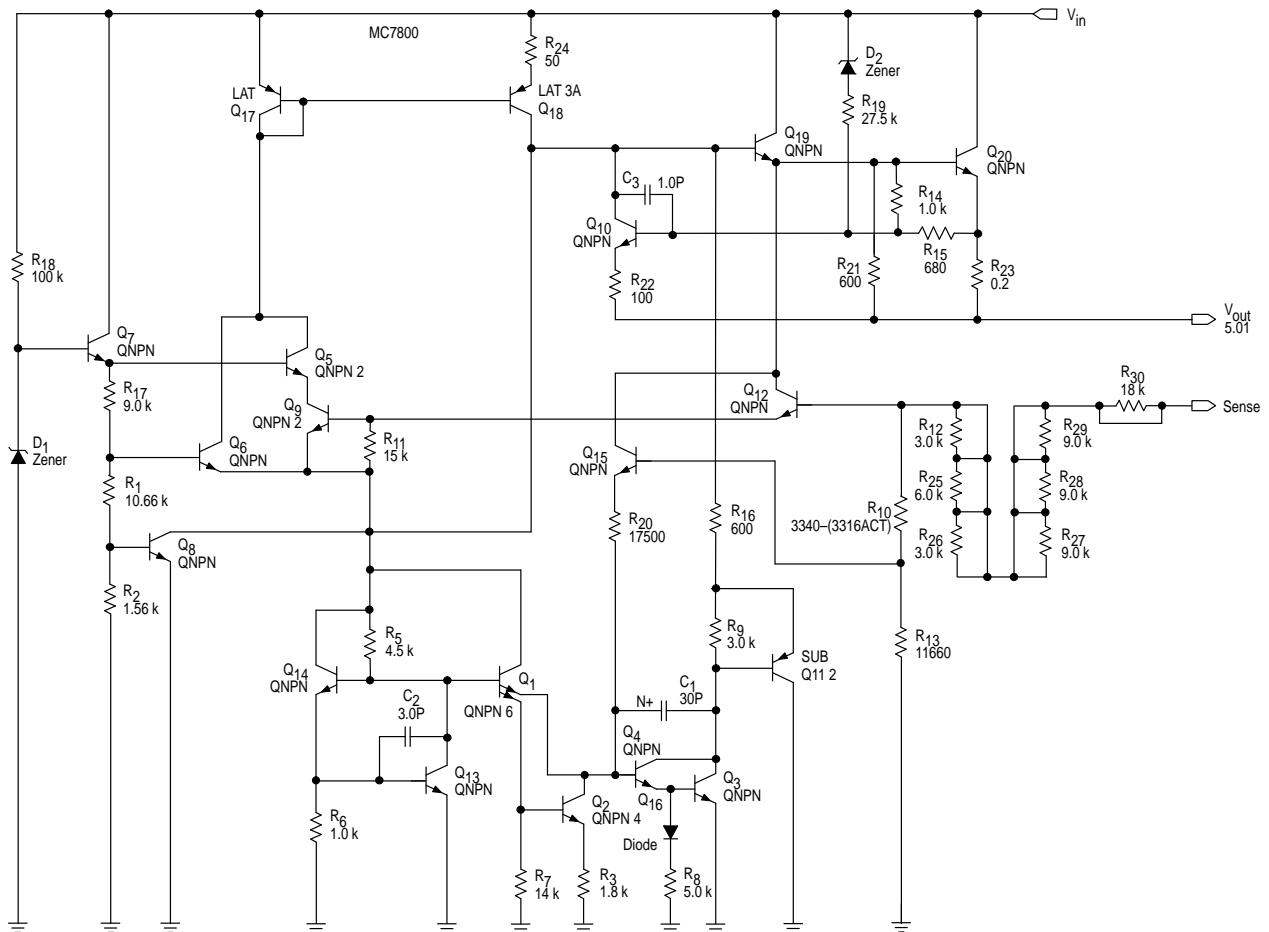 MC7800
Vin
R24
50
D2
Zener
LAT
Q17
LAT 3A
Q18
R19
27.5 k
Q19
QNPN
Q20
QNPN
C3
1.0P
R14
1.0 k
Q10
QNPN
R15
680
R18
100 k
R22
100
R21
600
R23
0.2
Vout
5.01
Q7
QNPN
Q5
QNPN 2
R17
9.0 k
Q9
QNPN 2
Q12
QNPN
R30
18 k
Sense
R11
15 k
R12
3.0 k
R29
9.0 k
D1
Zener
Q6
QNPN
Q15
QNPN
R1
10.66 k
R25
6.0 k
R28
9.0 k
R20
17500
R16
600
R10
3340–(3316ACT)
R26
3.0 k
R27
9.0 k
Q8
QNPN
R2
1.56 k
R5
4.5 k
R9
3.0 k
R13
11660
SUB
Q11 2
Q14
QNPN
Q1
QNPN 6
C2
3.0P
N+
C1
30P
Q4
QNPN
Q13
QNPN
Q3
QNPN
Q16
Q2
QNPN 4
R6
1.0 k
Diode
R7
14 k
R3
1.8 k
R8
5.0 k